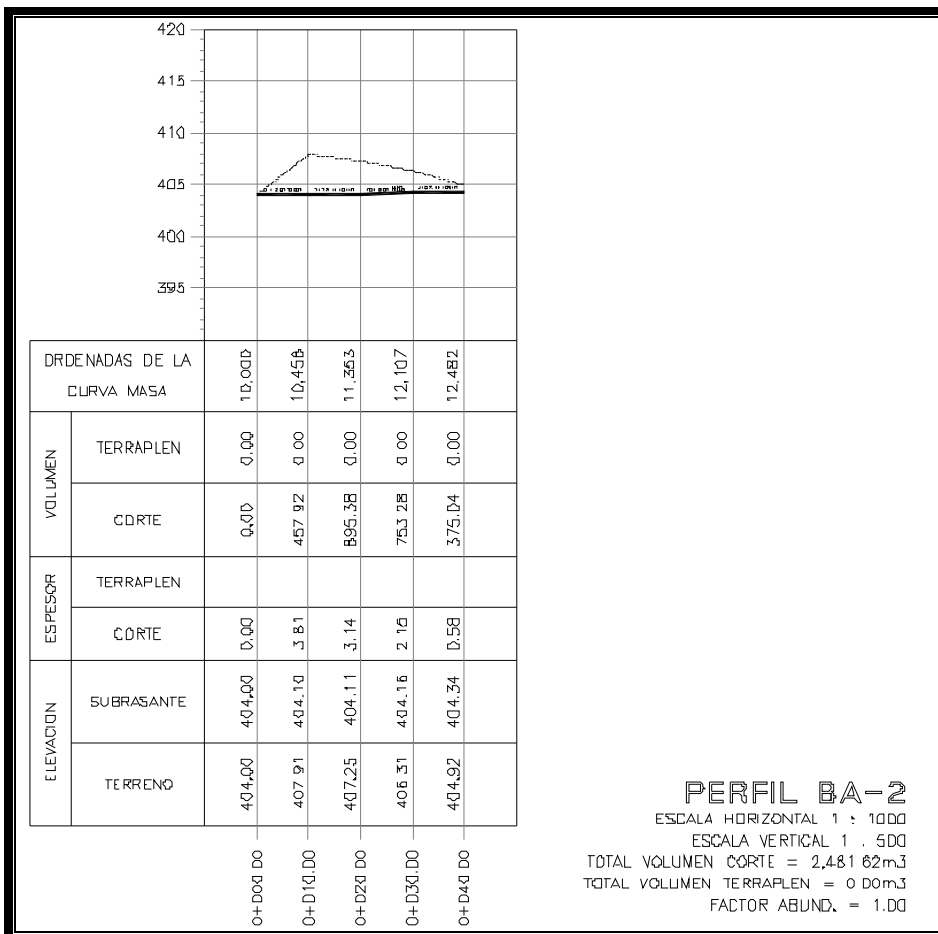 420
415
410
405
400
395
ORDENADAS DE LA
CURVA MASA
10,000
10,458
11,353
12,107
12,482
VOLUMEN
TERRAPLEN
0.00
0.00
0.00
0.00
0.00
CORTE
0.00
457.92
895.38
753.28
375.04
ESPESOR
TERRAPLEN
CORTE
0.00
3.81
3.14
2.16
0.58
ELEVACION
SUBRASANTE
404.00
404.10
404.11
404.16
404.34
TERRENO
404.00
407.91
407.25
406.31
404.92
0+000.00
0+010.00
0+020.00
0+030.00
0+040.00
PERFIL BA-2
ESCALA HORIZONTAL 1 : 1000
ESCALA VERTICAL 1 : 500
TOTAL VOLUMEN CORTE = 2,481.62m3
TOTAL VOLUMEN TERRAPLEN = 0.00m3
FACTOR ABUND. = 1.00